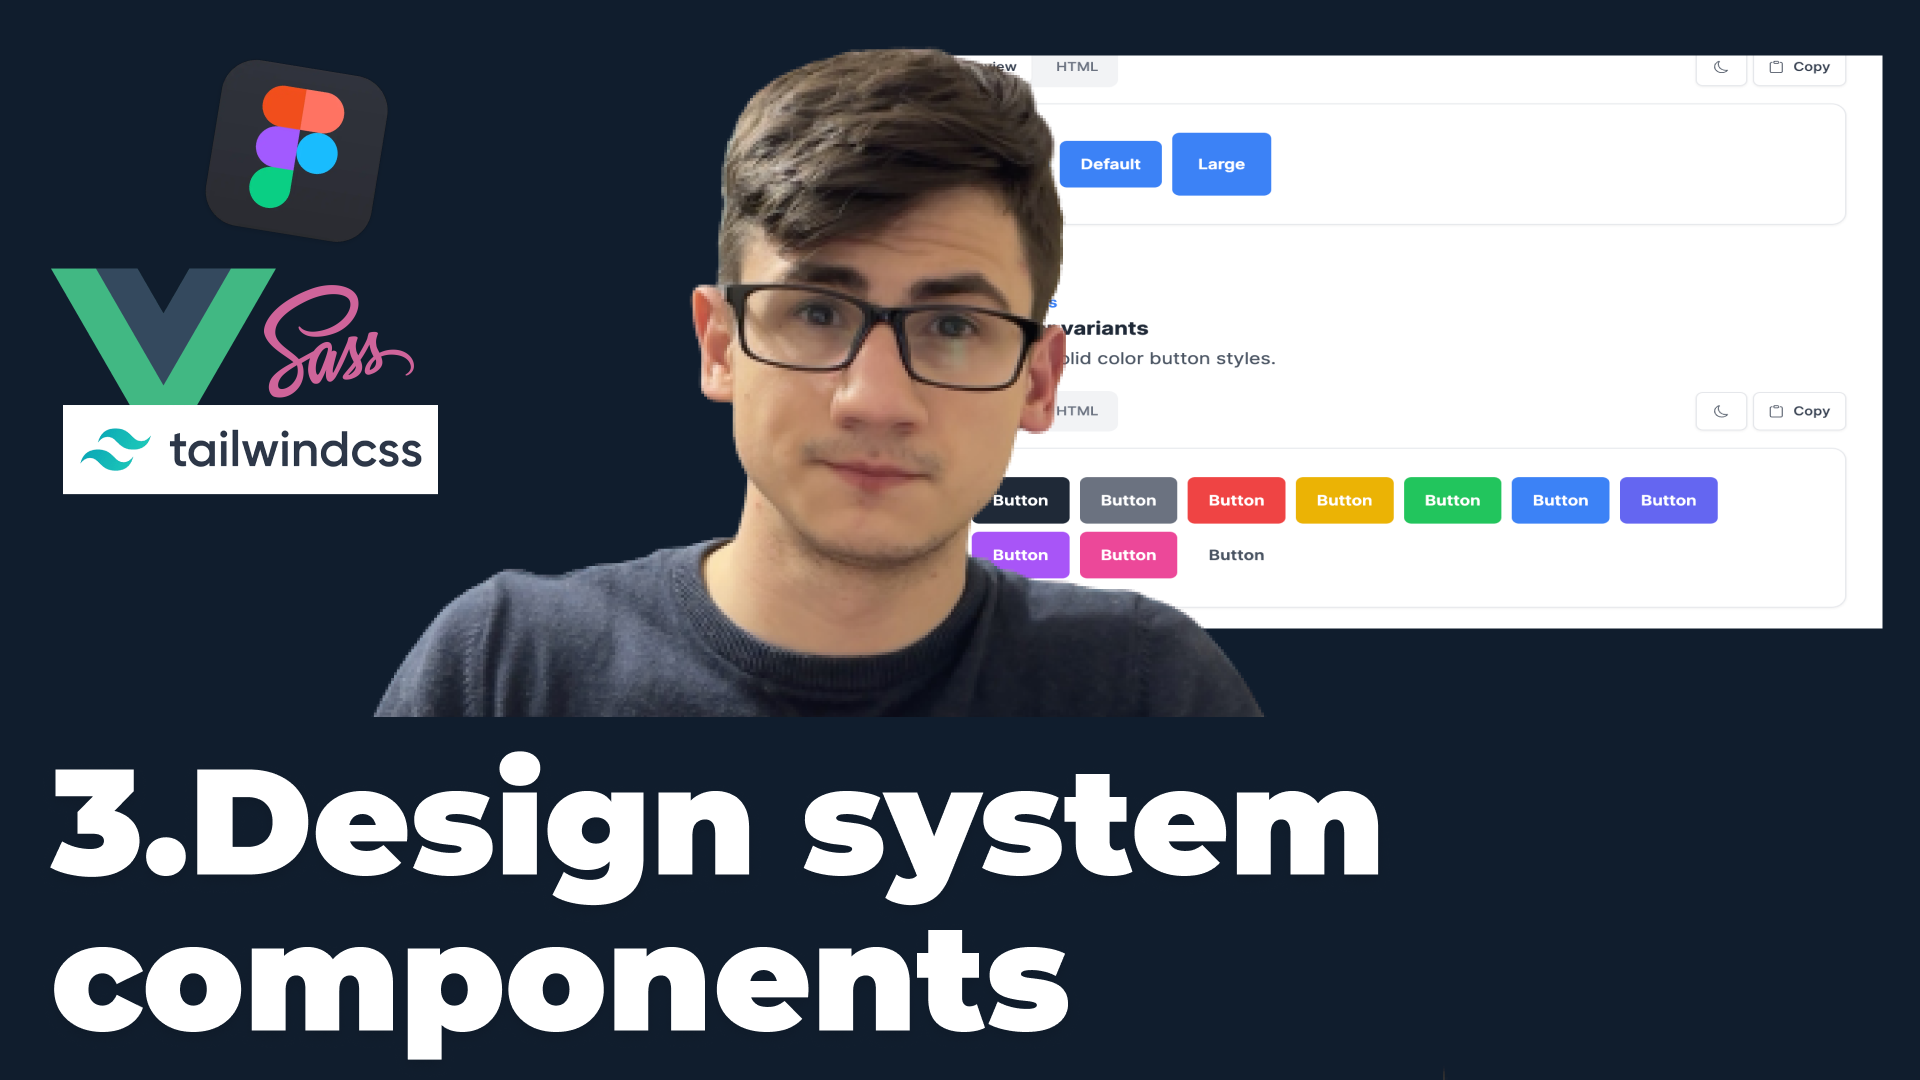 HTML
Copy
Default
Large
variants
color button styles.
HTML
Copy
Sass
tailwindcss
Button Button Button Button Button Button Button
Button Button Button
3.Design system
components